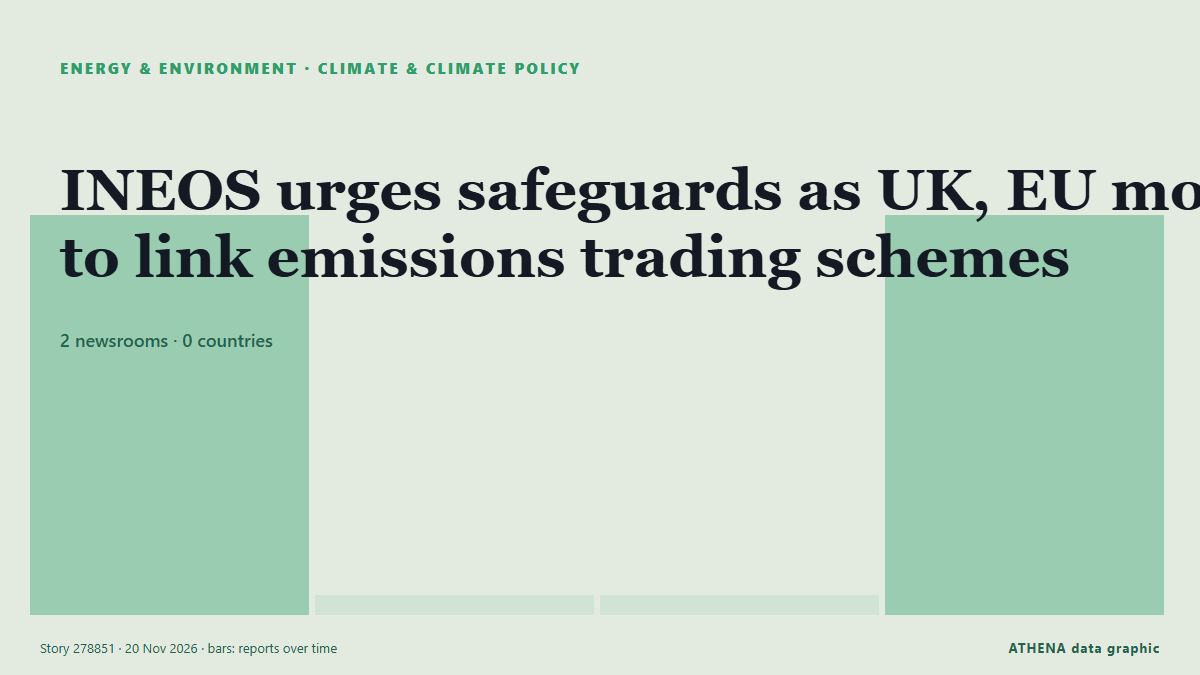 ENERGY & ENVIRONMENT · CLIMATE & CLIMATE POLICY
INEOS urges safeguards as UK, EU mo
to link emissions trading schemes
2 newsrooms · 0 countries
Story 278851 · 20 Nov 2026 · bars: reports over time
ATHENA data graphic